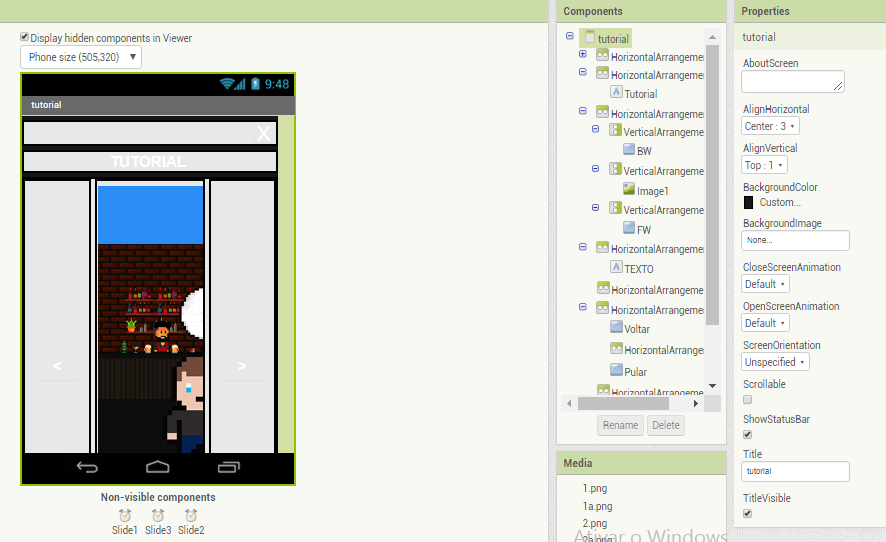 Display hidden components in Viewer
Phone size (505,320)
9:48
tutorial
X
TUTORIAL
<
>
Non-visible components
Slide1 Slide3 Slide2
Components
tutorial
HorizontalArrangeme
HorizontalArrangeme
Tutorial
HorizontalArrangeme
VerticalArrangeme
BW
VerticalArrangeme
Image1
VerticalArrangeme
FW
HorizontalArrangeme
TEXTO
HorizontalArrangeme
HorizontalArrangeme
Voltar
HorizontalArrange
Pular
HorizontalArrangeme
Rename Delete
Media
1.png
1a.png
2.png
2a.png
Ativar o Windows
Properties
tutorial
AboutScreen
AlignHorizontal
Center : 3
AlignVertical
Top : 1
BackgroundColor
Custom...
BackgroundImage
None...
CloseScreenAnimation
Default
OpenScreenAnimation
Default
ScreenOrientation
Unspecified
Scrollable
ShowStatusBar
Title
tutorial
TitleVisible